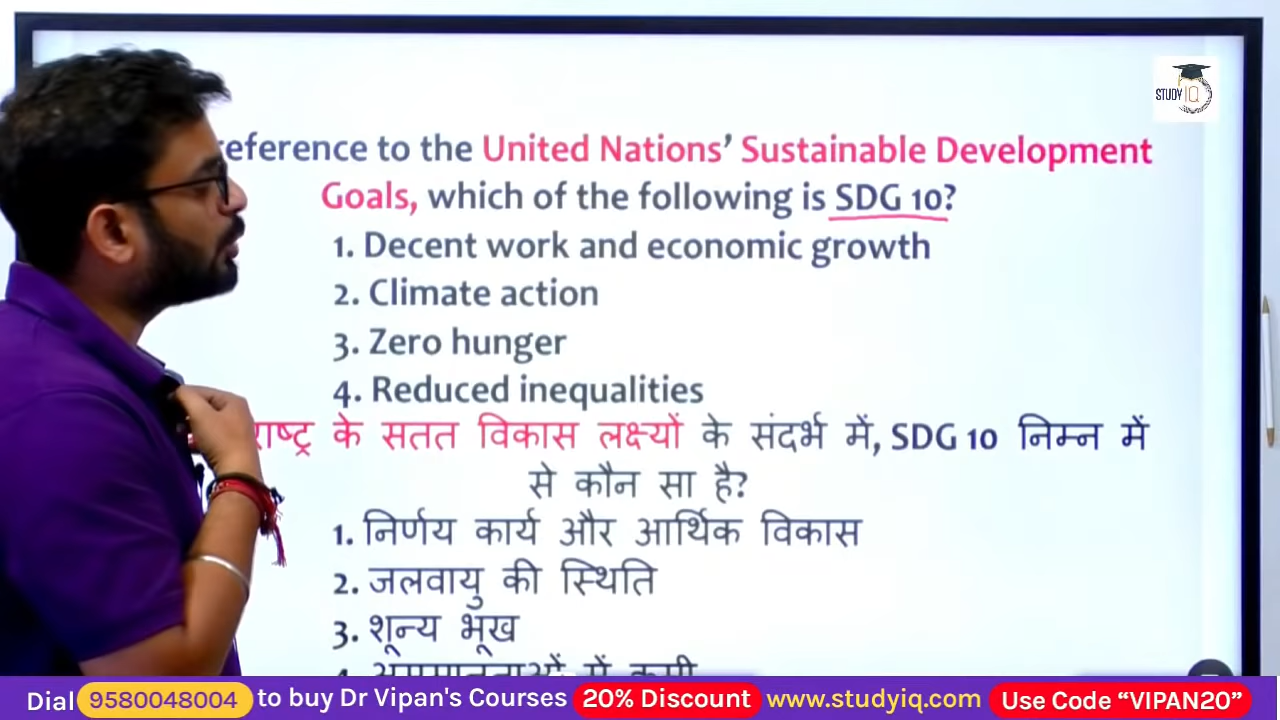 STUDY IQ
reference to the United Nations’ Sustainable Development
Goals, which of the following is SDG 10?
1. Decent work and economic growth
2. Climate action
3. Zero hunger
4. Reduced inequalities
राष्ट्र के सतत विकास लक्ष्यों के संदर्भ में, SDG 10 निम्न में
से कौन सा है?
1. निर्णय कार्य और आर्थिक विकास
2. जलवायु की स्थिति
3. शून्य भूख
Dial 9580048004 to buy Dr Vipan's Courses 20% Discount www.studyiq.com Use Code “VIPAN20”